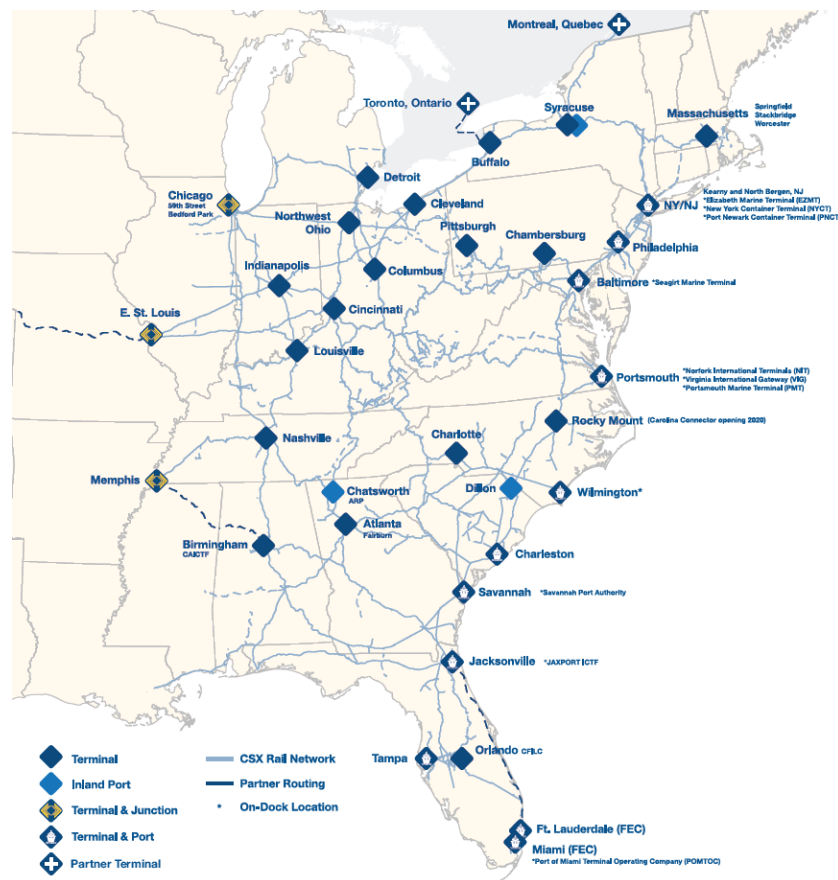 Montreal, Quebec
Toronto, Ontario
Syracuse
Massachusetts
Springfield
Stackbridge
Worcester
Buffalo
Detroit
Chicago
59th Street
Bedford Park
Cleveland
Kearny and North Bergen, NJ
*Elizabeth Marine Terminal (EZMT)
NY/NJ
*New York Container Terminal (NYCT)
*Port Newark Container Terminal (PNCT)
Northwest
Ohio
Pittsburgh
Chambersburg
Philadelphia
Indianapolis
Columbus
Baltimore *Seagirt Marine Terminal
E. St. Louis
Cincinnati
Louisville
Portsmouth
*Norfork International Terminals (NIT)
*Virginia International Gateway (VIG)
*Portsmouth Marine Terminal (PMT)
Rocky Mount (Carolina Connector opening 2020)
Nashville
Charlotte
Memphis
Chatsworth
ARP
Dillon
Wilmington*
Atlanta
Fairburn
Birmingham
CAICTF
Charleston
Savannah *Savannah Port Authority
Jacksonville *JAXPORT ICTF
Tampa
Orlando CFILC
Ft. Lauderdale (FEC)
Miami (FEC)
*Port of Miami Terminal Operating Company (POMTOC)
Terminal
Inland Port
Terminal & Junction
Terminal & Port
Partner Terminal
CSX Rail Network
Partner Routing
* On-Dock Location